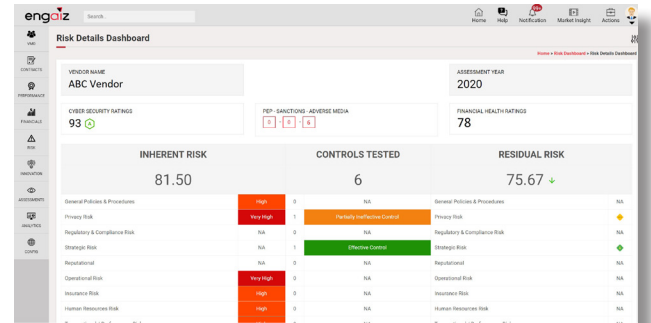 engaiz
Search..
99+
Home Help Notification Market Insight Actions
Risk Details Dashboard
Home » Risk Dashboard » Risk Details Dashboard
VMO
CONTRACTS
PERFORMANCE
FINANCIALS
RISK
INNOVATION
ASSESSMENTS
ANALYTICS
CONFIG
VENDOR NAME
ABC Vendor
ASSESSMENT YEAR
2020
CYBER SECURITY RATINGS
93 A
PEP - SANCTIONS - ADVERSE MEDIA
0 - 0 - 6
FINANCIAL HEALTH RATINGS
78
INHERENT RISK CONTROLS TESTED RESIDUAL RISK
81.50 6 75.67
General Policies & Procedures High 0 NA General Policies & Procedures NA
Privacy Risk Very High 1 Partially Ineffective Control Privacy Risk
Regulatory & Compliance Risk NA 0 NA Regulatory & Compliance Risk NA
Strategic Risk NA 1 Effective Control Strategic Risk
Reputational NA 0 NA Reputational NA
Operational Risk Very High 0 NA Operational Risk NA
Insurance Risk High 0 NA Insurance Risk NA
Human Resources Risk High 0 NA Human Resources Risk NA